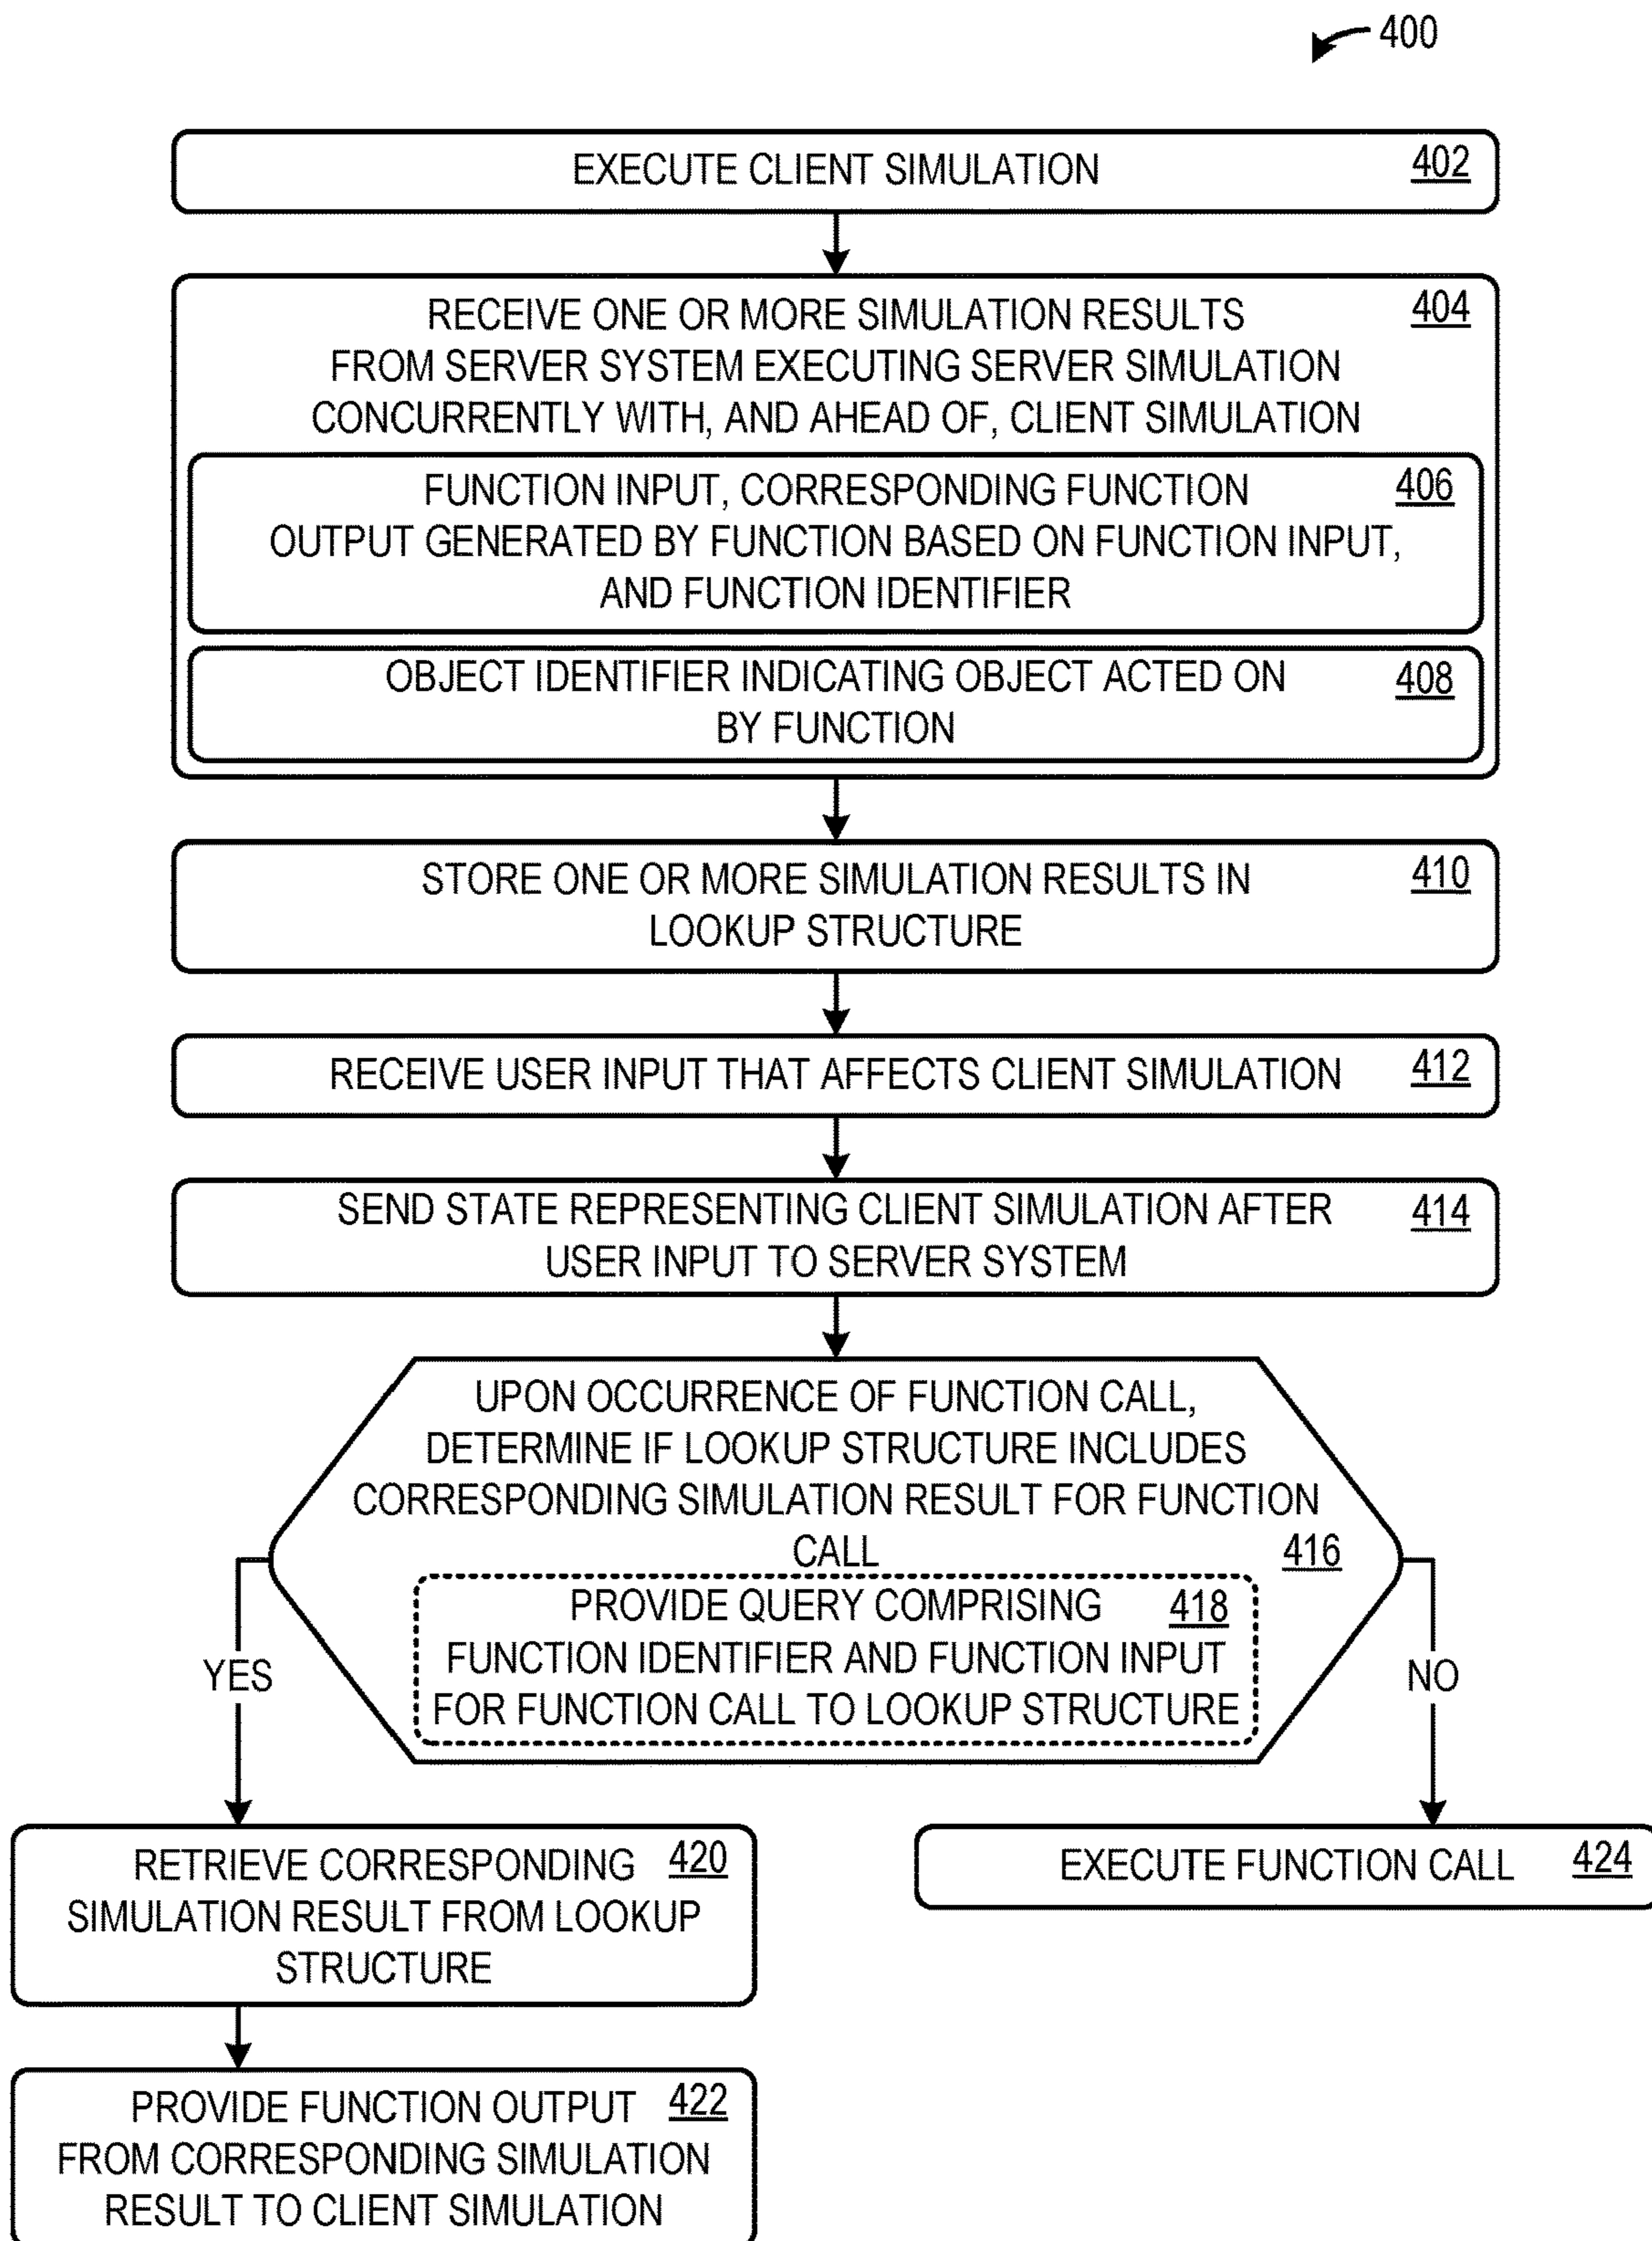 400
EXECUTE CLIENT SIMULATION 402
RECEIVE ONE OR MORE SIMULATION RESULTS 404
FROM SERVER SYSTEM EXECUTING SERVER SIMULATION
CONCURRENTLY WITH, AND AHEAD OF, CLIENT SIMULATION
FUNCTION INPUT, CORRESPONDING FUNCTION 406
OUTPUT GENERATED BY FUNCTION BASED ON FUNCTION INPUT,
AND FUNCTION IDENTIFIER
OBJECT IDENTIFIER INDICATING OBJECT ACTED ON 408
BY FUNCTION
STORE ONE OR MORE SIMULATION RESULTS IN 410
LOOKUP STRUCTURE
RECEIVE USER INPUT THAT AFFECTS CLIENT SIMULATION 412
SEND STATE REPRESENTING CLIENT SIMULATION AFTER 414
USER INPUT TO SERVER SYSTEM
UPON OCCURRENCE OF FUNCTION CALL,
DETERMINE IF LOOKUP STRUCTURE INCLUDES
CORRESPONDING SIMULATION RESULT FOR FUNCTION
CALL 416
PROVIDE QUERY COMPRISING 418
FUNCTION IDENTIFIER AND FUNCTION INPUT
FOR FUNCTION CALL TO LOOKUP STRUCTURE
YES
NO
RETRIEVE CORRESPONDING 420
SIMULATION RESULT FROM LOOKUP
STRUCTURE
EXECUTE FUNCTION CALL 424
PROVIDE FUNCTION OUTPUT 422
FROM CORRESPONDING SIMULATION
RESULT TO CLIENT SIMULATION